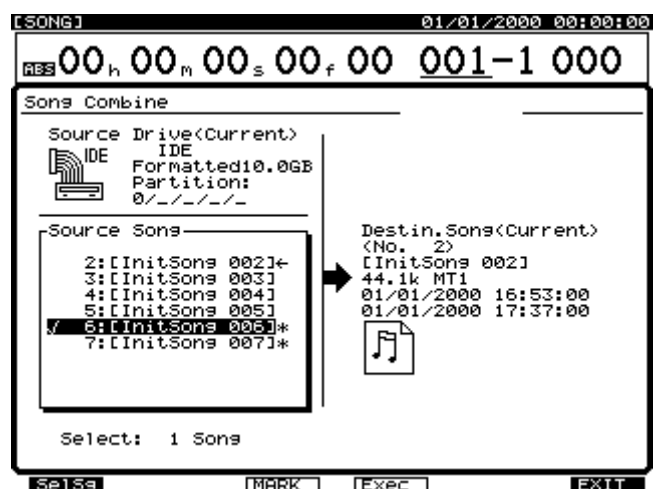 [SONG] 01/01/2000 00:00:00
ABS 00h 00m 00s 00f 00 001-1 000
Song Combine
Source Drive(Current)
IDE IDE
Formatted10.0GB
Partition:
0/_/_/_/_
Source Song
2:[InitSong 002]←
3:[InitSong 003]
4:[InitSong 004]
5:[InitSong 005]
✓ 6:[InitSong 006]*
7:[InitSong 007]*
Select: 1 Song
Destin.Song(Current)
(No. 2)
[InitSong 002]
44.1k MT1
01/01/2000 16:53:00
01/01/2000 17:37:00
SelSg MARK Exec EXIT